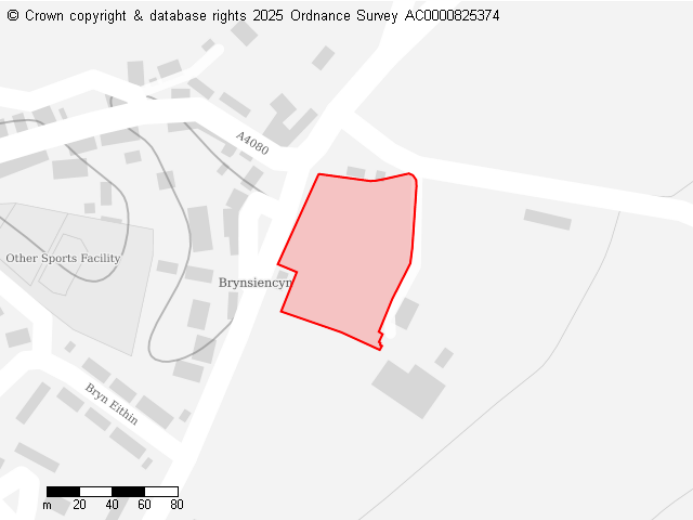 © Crown copyright & database rights 2025 Ordnance Survey AC0000825374
A4080
Other Sports Facility
Brynsiencyn
Bryn Eithin
m 20 40 60 80